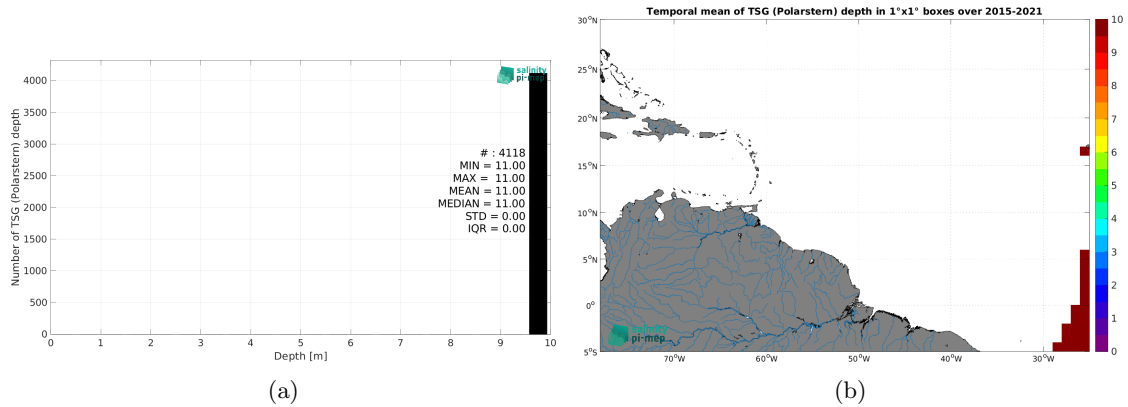 Temporal mean of TSG (Polarstern) depth in 1°x1° boxes over 2015-2021
salinity
pi-mep
Number of TSG (Polarstern) depth
4000
3500
3000
2500
2000
1500
1000
500
0
# : 4118
MIN = 11.00
MAX = 11.00
MEAN = 11.00
MEDIAN = 11.00
STD = 0.00
IQR = 0.00
0 1 2 3 4 5 6 7 8 9 10
Depth [m]
(a)
30°N
25°N
20°N
15°N
10°N
5°N
0°
5°S
salinity
pi-mep
70°W 60°W 50°W 40°W 30°W
10
9
8
7
6
5
4
3
2
1
0
(b)